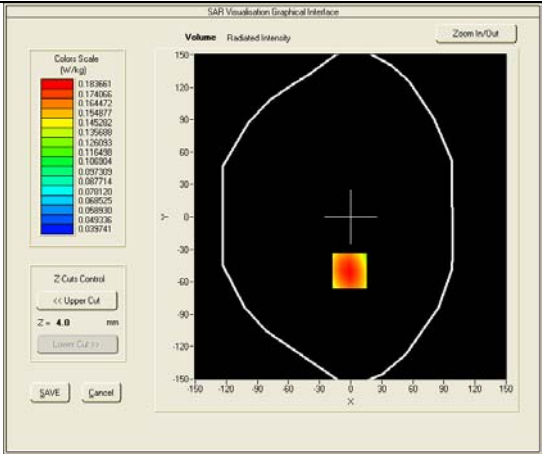 SAR Visualisation Graphical Interface
Volume Radiated Intensity
Zoom In/Out
Colors Scale
(W/kg)
0.183661
0.174066
0.164472
0.154877
0.145282
0.135688
0.126093
0.116498
0.106904
0.097309
0.087714
0.078120
0.068525
0.058930
0.049336
0.039741
Z-Cuts Control
<< Upper Cut
Z = 4.0 mm
Lower Cut >>
SAVE Cancel
150
120
90
60
30
0
-30
-60
-90
-120
-150
Y
-150 -120 -90 -60 -30 0 30 60 90 120 150
X